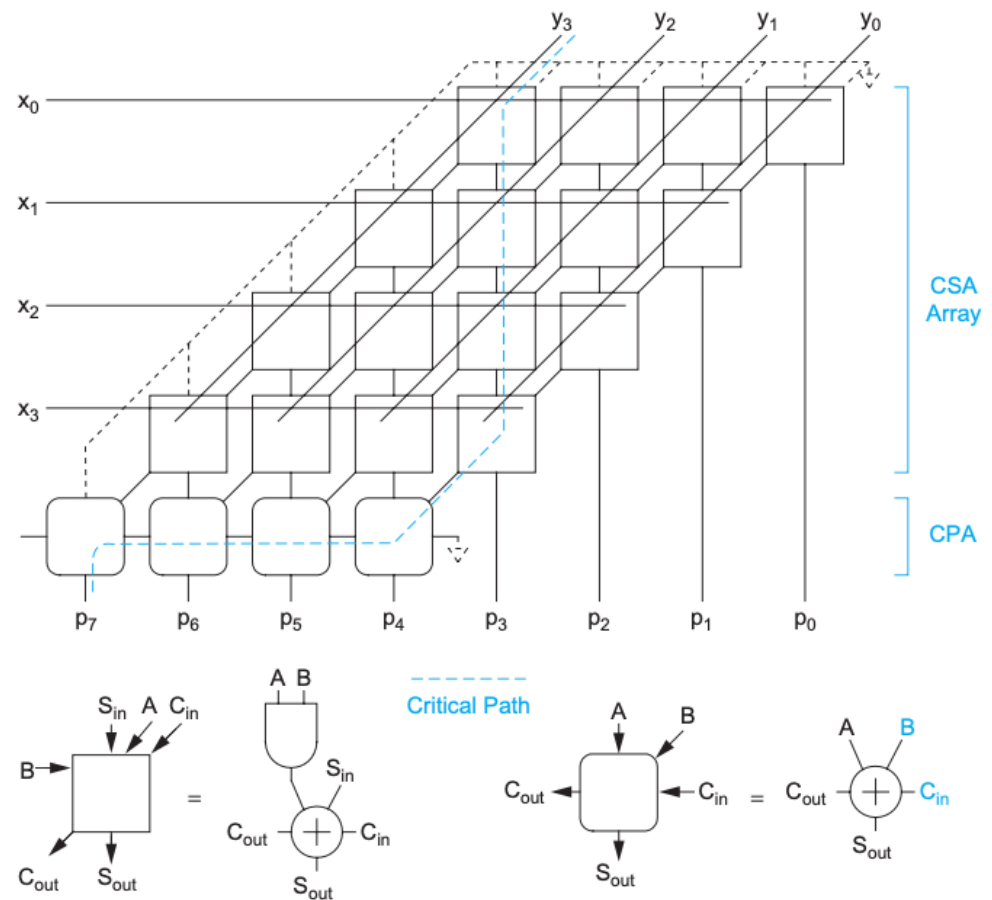 y3 y2 y1 y0
x0
x1
x2
x3
CSA
Array
CPA
p7 p6 p5 p4 p3 p2 p1 p0
Critical Path
Sin A Cin
B
Cout Sout
=
A B
Sin
Cout + Cin
Sout
A
B
Cout Cin
Sout
=
A B
Cout + Cin
Sout